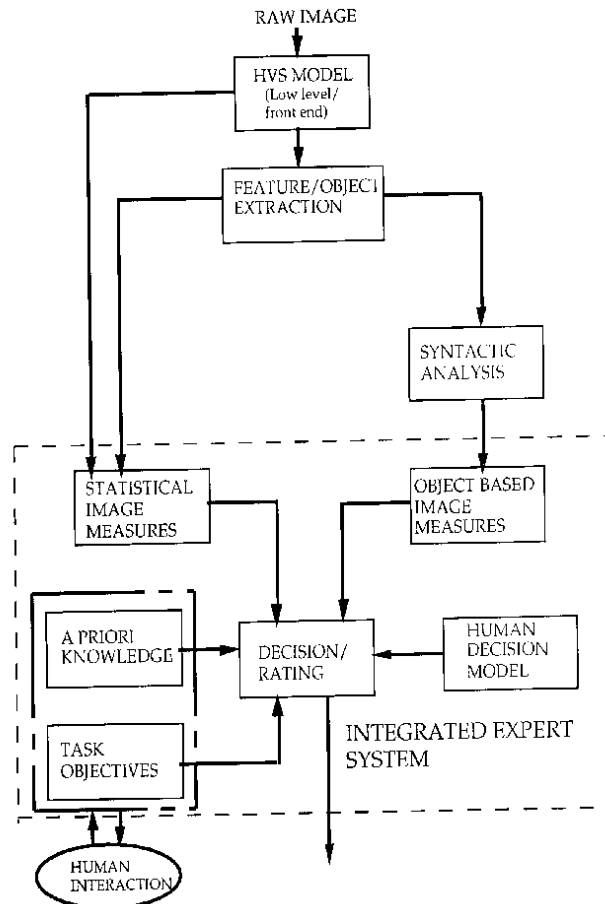 RAW IMAGE
HVS MODEL
(Low level/
front end)
FEATURE/OBJECT
EXTRACTION
SYNTACTIC
ANALYSIS
STATISTICAL
IMAGE
MEASURES
OBJECT BASED
IMAGE
MEASURES
A PRIORI
KNOWLEDGE
DECISION/
RATING
HUMAN
DECISION
MODEL
TASK
OBJECTIVES
INTEGRATED EXPERT
SYSTEM
HUMAN
INTERACTION